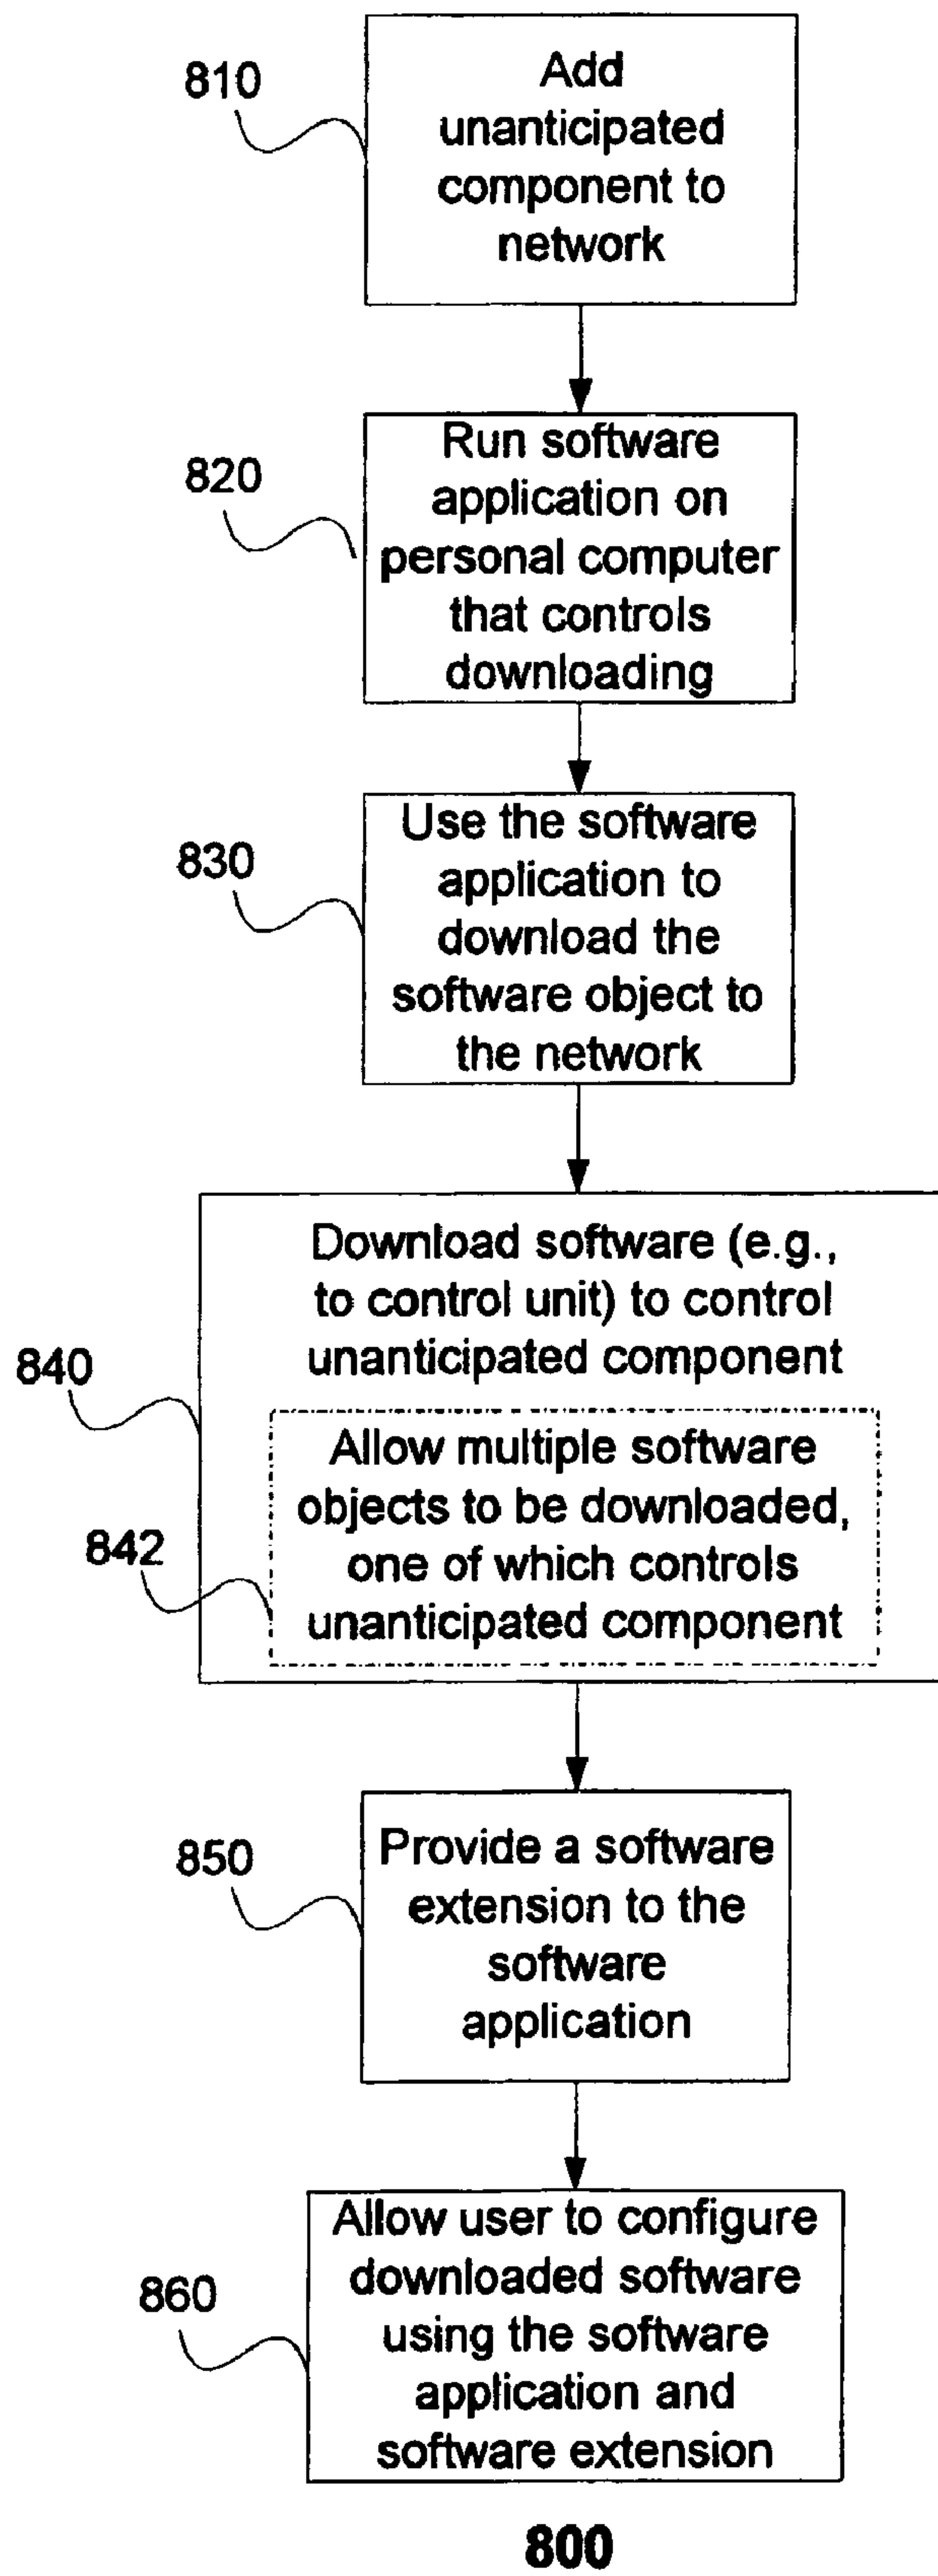 810
Add
unanticipated
component to
network
820
Run software
application on
personal computer
that controls
downloading
830
Use the software
application to
download the
software object to
the network
840
Download software (e.g.,
to control unit) to control
unanticipated component
842
Allow multiple software
objects to be downloaded,
one of which controls
unanticipated component
850
Provide a software
extension to the
software
application
860
Allow user to configure
downloaded software
using the software
application and
software extension
800